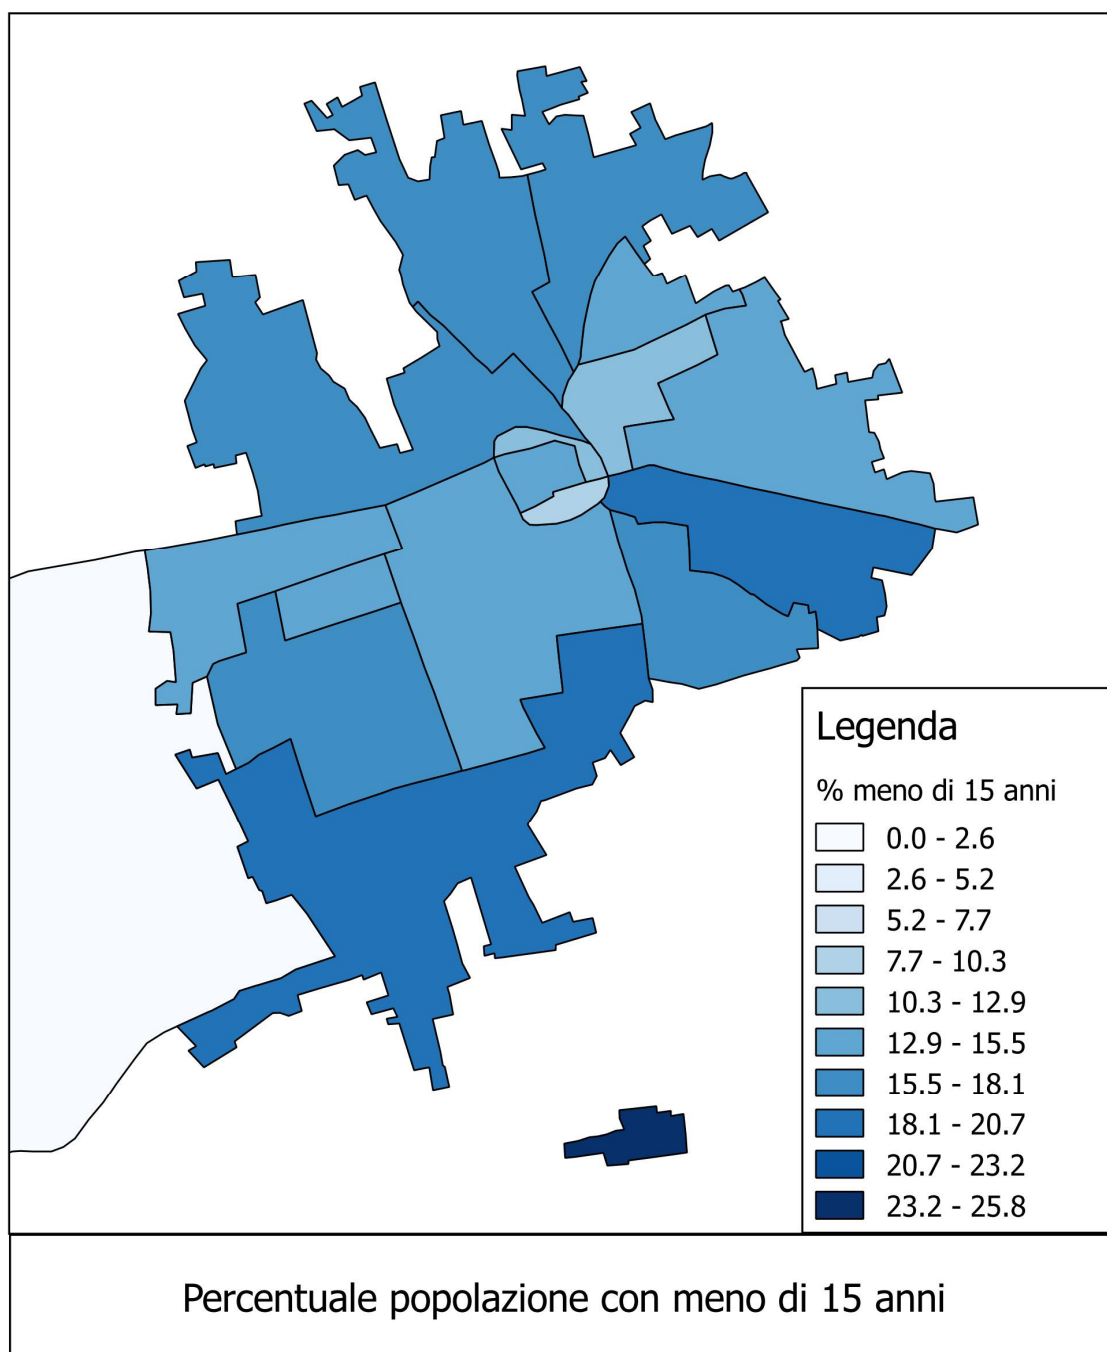 Legenda
% meno di 15 anni
0.0 - 2.6
2.6 - 5.2
5.2 - 7.7
7.7 - 10.3
10.3 - 12.9
12.9 - 15.5
15.5 - 18.1
18.1 - 20.7
20.7 - 23.2
23.2 - 25.8
Percentuale popolazione con meno di 15 anni